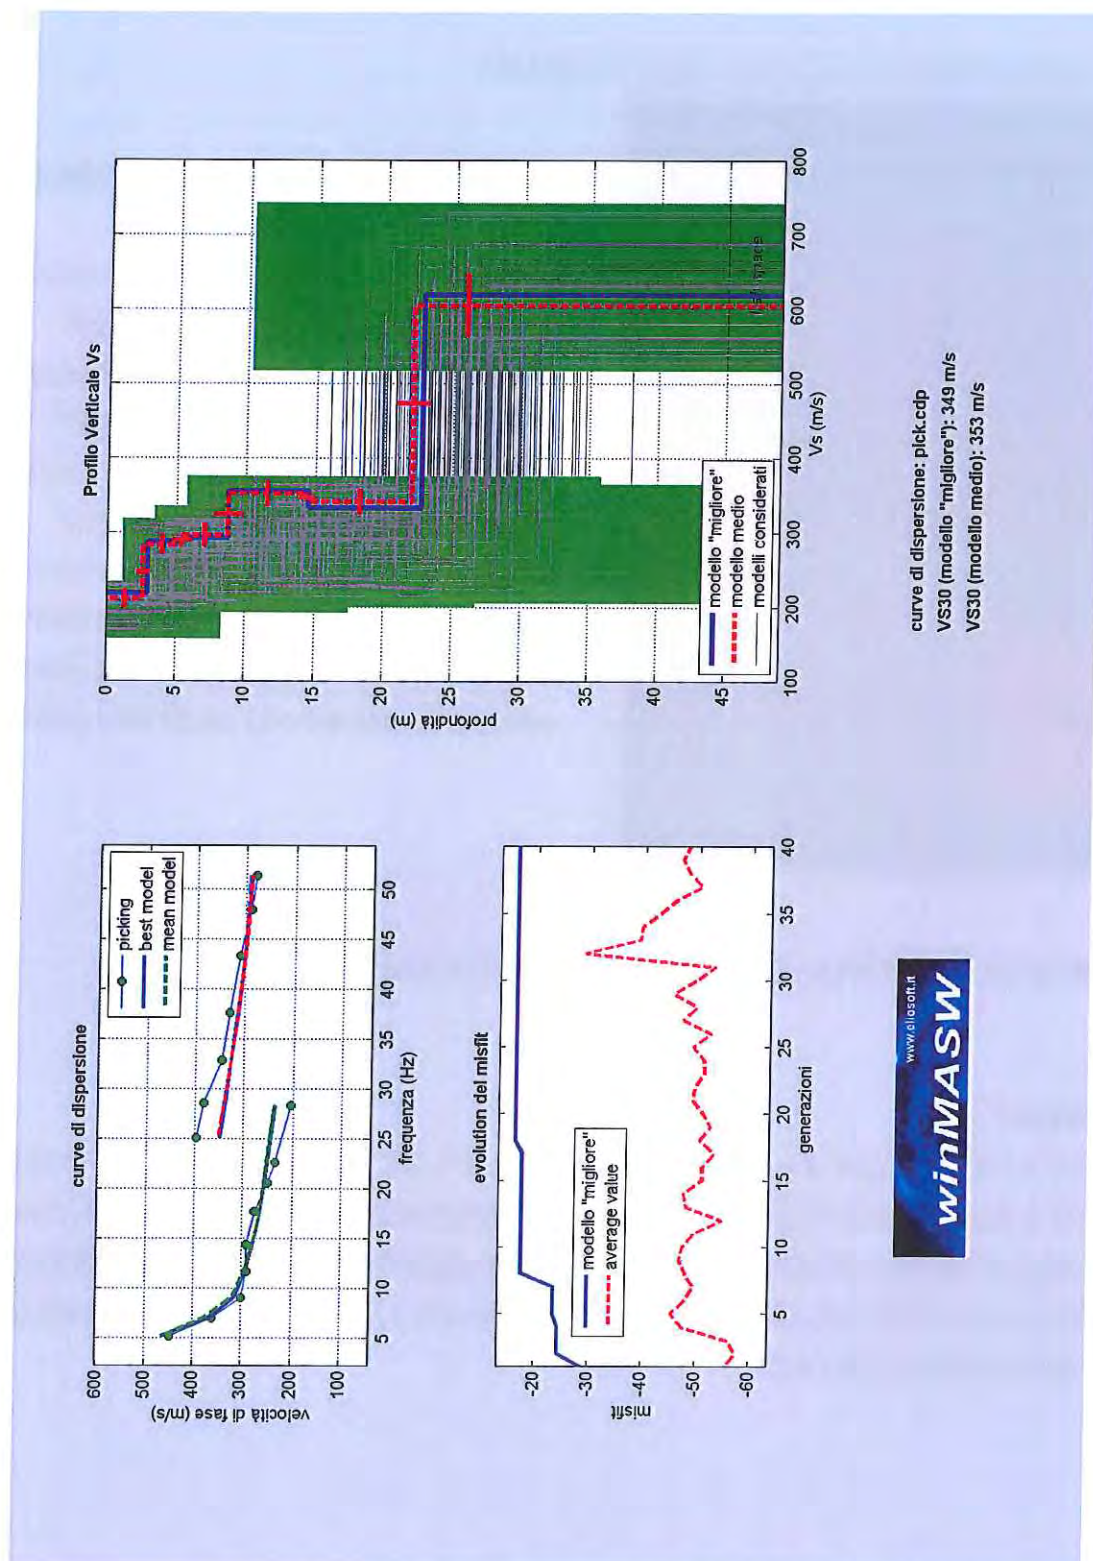 curve di dispersione
velocità di fase (m/s)
600
500
400
300
200
100
picking
best model
mean model
5
10
15
20
25
30
35
40
45
50
frequenza (Hz)
evolution del misfit
misfit
-20
-30
-40
-50
-60
modello "migliore"
average value
5
10
15
20
25
30
35
40
generazioni
Profilo Verticale Vs
profondità (m)
0
5
10
15
20
25
30
35
40
45
modello "migliore"
modello medio
modelli considerati
100
200
300
400
500
600
700
800
Vs (m/s)
www.eliosoft.it
winMASW
curve di dispersione: pick.cdp
VS30 (modello "migliore"): 349 m/s
VS30 (modello medio): 353 m/s